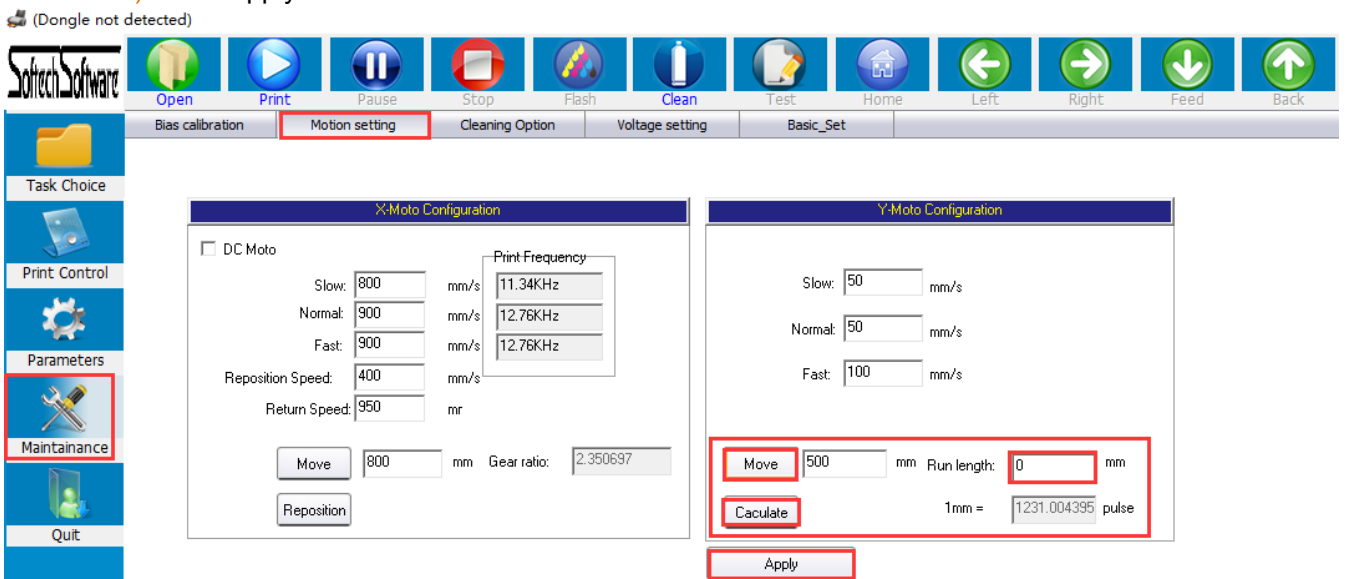 (Dongle not detected)
Softech Software
Open Print Pause Stop Flash Clean Test Home Left Right Feed Back
Bias calibration Motion setting Cleaning Option Voltage setting Basic_Set
Task Choice
Print Control
Parameters
Maintainance
Quit
X-Moto Configuration
DC Moto
Print Frequency
Slow: 800 mm/s 11.34KHz
Normal: 900 mm/s 12.76KHz
Fast: 900 mm/s 12.76KHz
Reposition Speed: 400 mm/s
Return Speed: 950 mr
Move 800 mm Gear ratio: 2.350697
Reposition
Y-Moto Configuration
Slow: 50 mm/s
Normal: 50 mm/s
Fast: 100 mm/s
Move 500 mm Run length: 0 mm
Caculate 1mm = 1231.004395 pulse
Apply